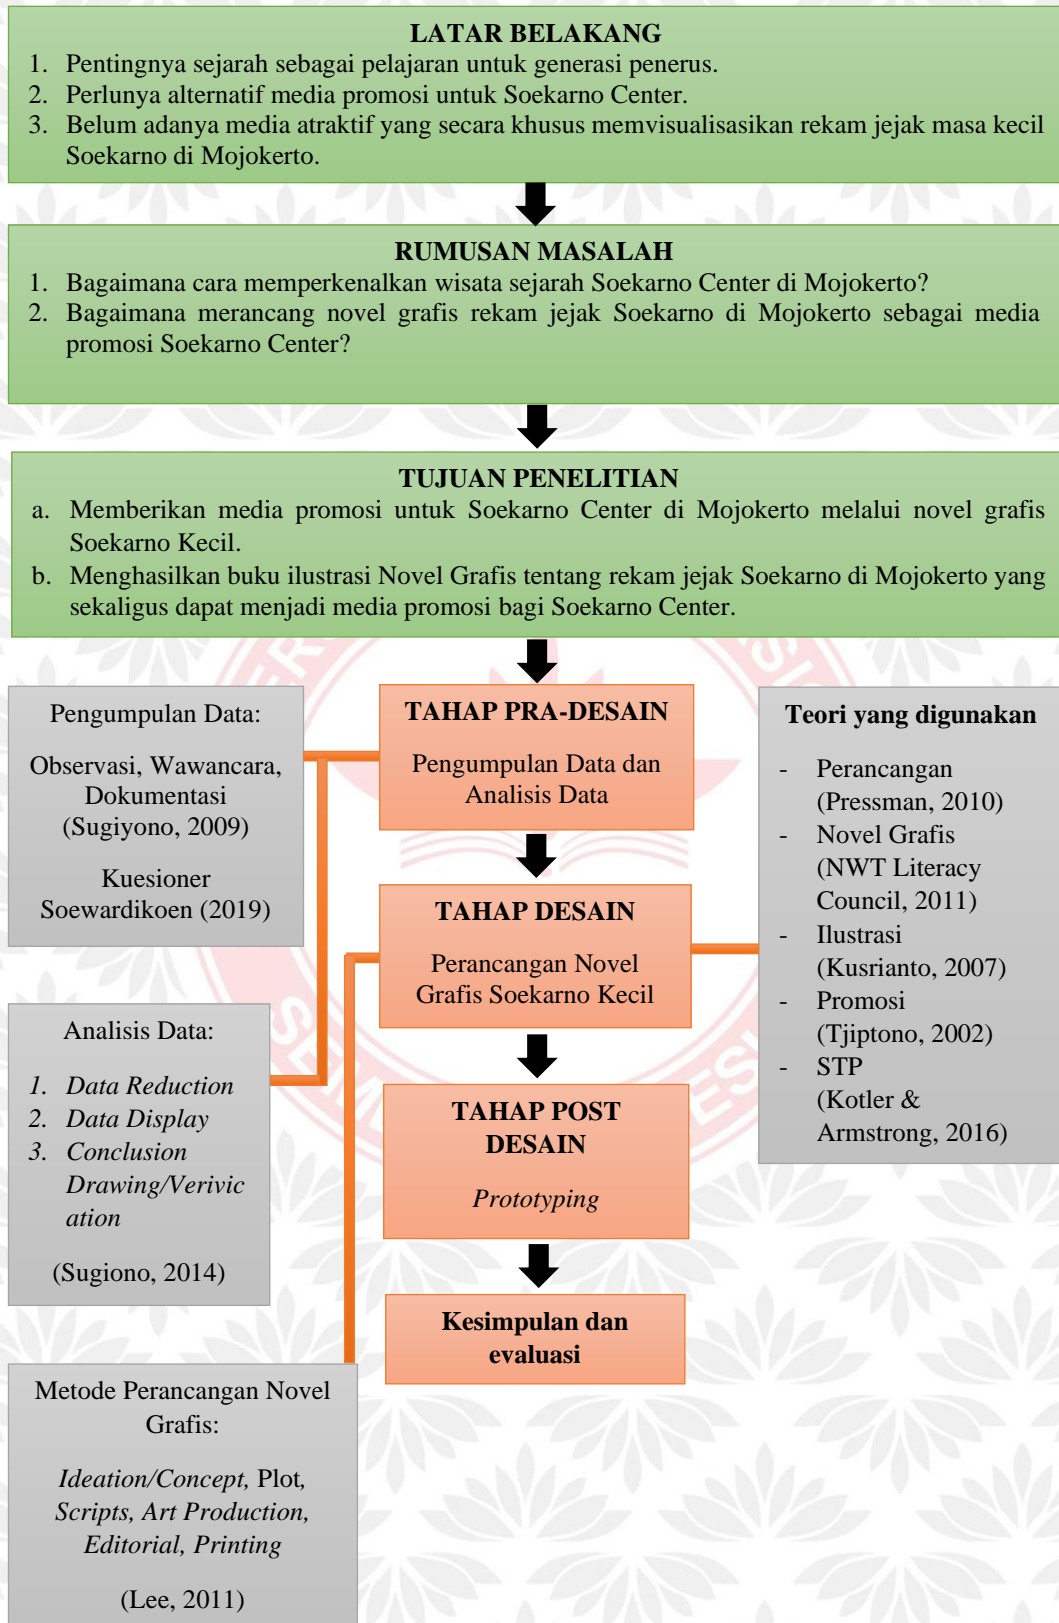 LATAR BELAKANG
1. Pentingnya sejarah sebagai pelajaran untuk generasi penerus.
2. Perlunya alternatif media promosi untuk Soekarno Center.
3. Belum adanya media atraktif yang secara khusus memvisualisasikan rekam jejak masa kecil
Soekarno di Mojokerto.
RUMUSAN MASALAH
1. Bagaimana cara memperkenalkan wisata sejarah Soekarno Center di Mojokerto?
2. Bagaimana merancang novel grafis rekam jejak Soekarno di Mojokerto sebagai media
promosi Soekarno Center?
TUJUAN PENELITIAN
a. Memberikan media promosi untuk Soekarno Center di Mojokerto melalui novel grafis
Soekarno Kecil.
b. Menghasilkan buku ilustrasi Novel Grafis tentang rekam jejak Soekarno di Mojokerto yang
sekaligus dapat menjadi media promosi bagi Soekarno Center.
Pengumpulan Data:
Observasi, Wawancara,
Dokumentasi
(Sugiyono, 2009)
Kuesioner
Soewardikoen (2019)
Analisis Data:
1. Data Reduction
2. Data Display
3. Conclusion
Drawing/Verivic
ation
(Sugiono, 2014)
Metode Perancangan Novel
Grafis:
Ideation/Concept, Plot,
Scripts, Art Production,
Editorial, Printing
(Lee, 2011)
TAHAP PRA-DESAIN
Pengumpulan Data dan
Analisis Data
TAHAP DESAIN
Perancangan Novel
Grafis Soekarno Kecil
TAHAP POST
DESAIN
Prototyping
Kesimpulan dan
evaluasi
Teori yang digunakan
- Perancangan
(Pressman, 2010)
- Novel Grafis
(NWT Literacy
Council, 2011)
- Ilustrasi
(Kusrianto, 2007)
- Promosi
(Tjiptono, 2002)
- STP
(Kotler &
Armstrong, 2016)